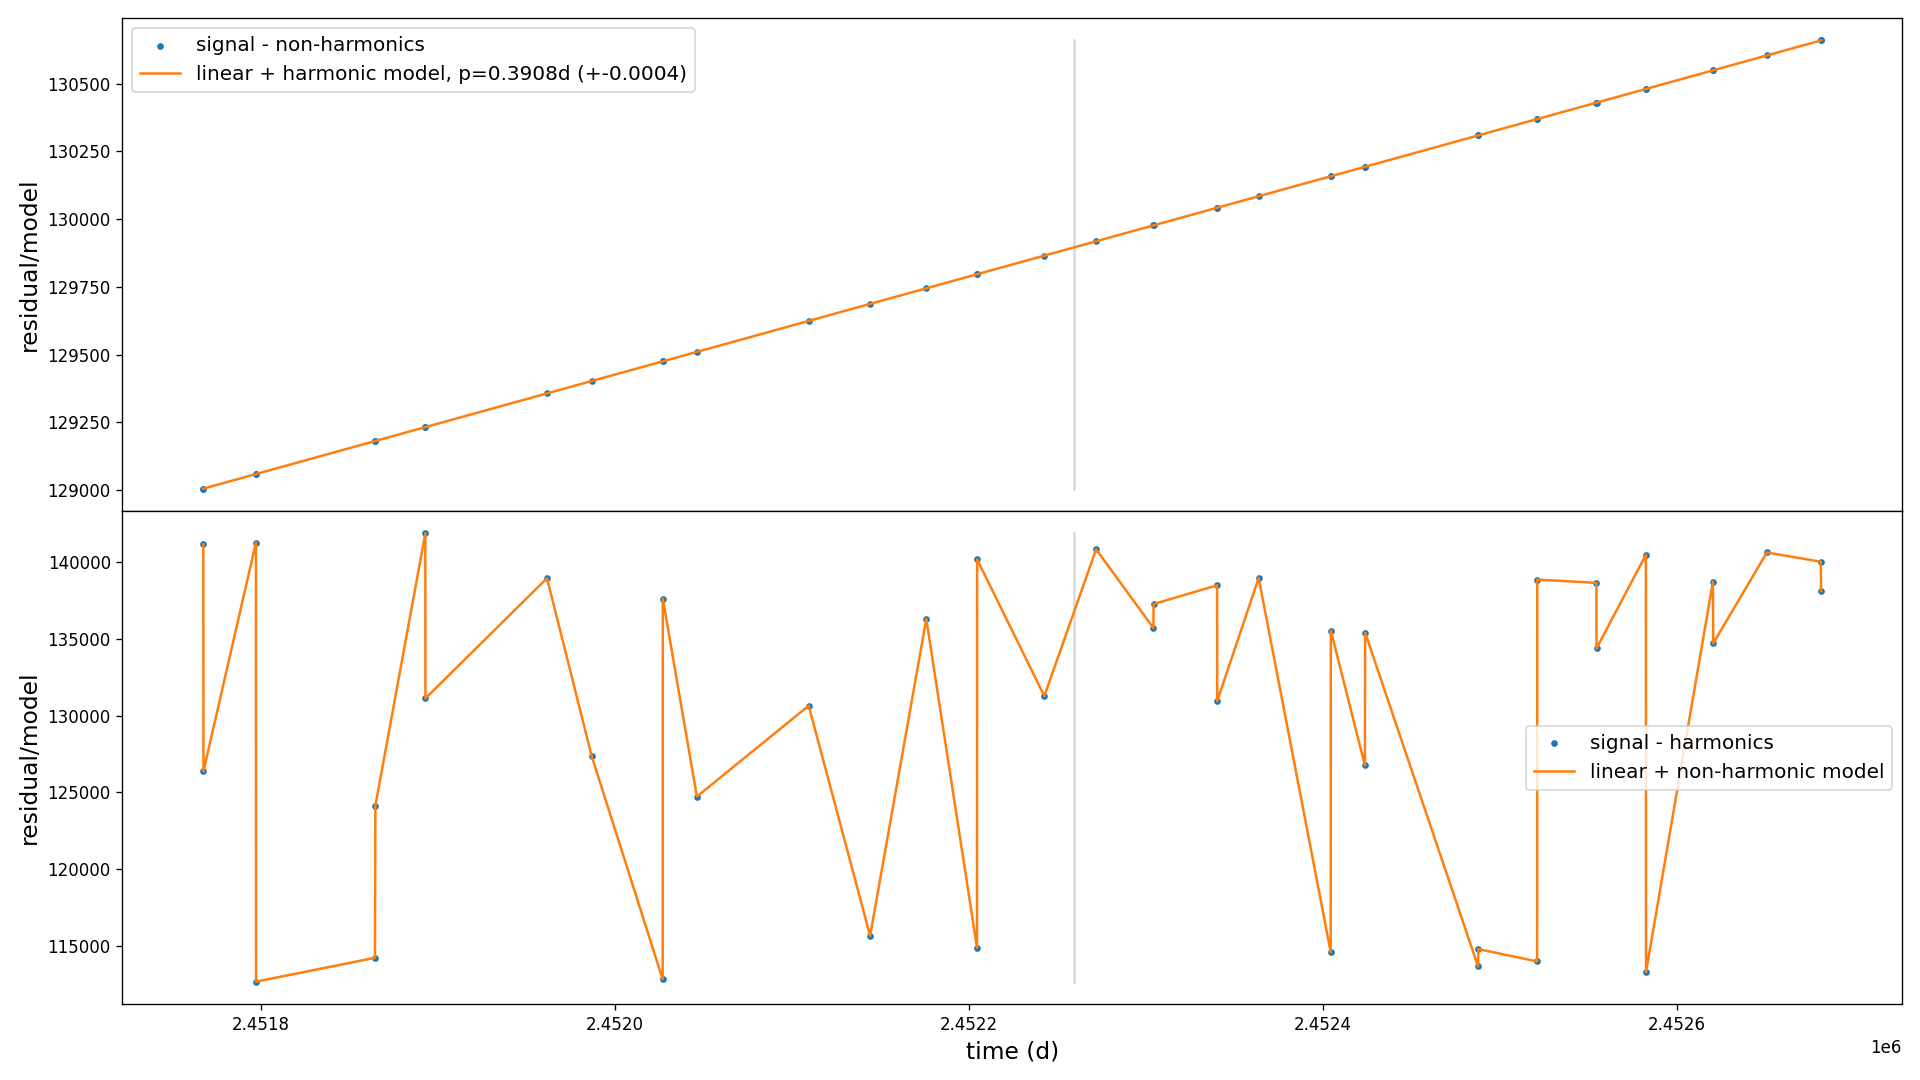 signal - non-harmonics
linear + harmonic model, p=0.3908d (+-0.0004)
residual/model
130500
130250
130000
129750
129500
129250
129000
residual/model
140000
135000
130000
125000
120000
115000
signal - harmonics
linear + non-harmonic model
2.4518
2.4520
2.4522
2.4524
2.4526
time (d)
1e6